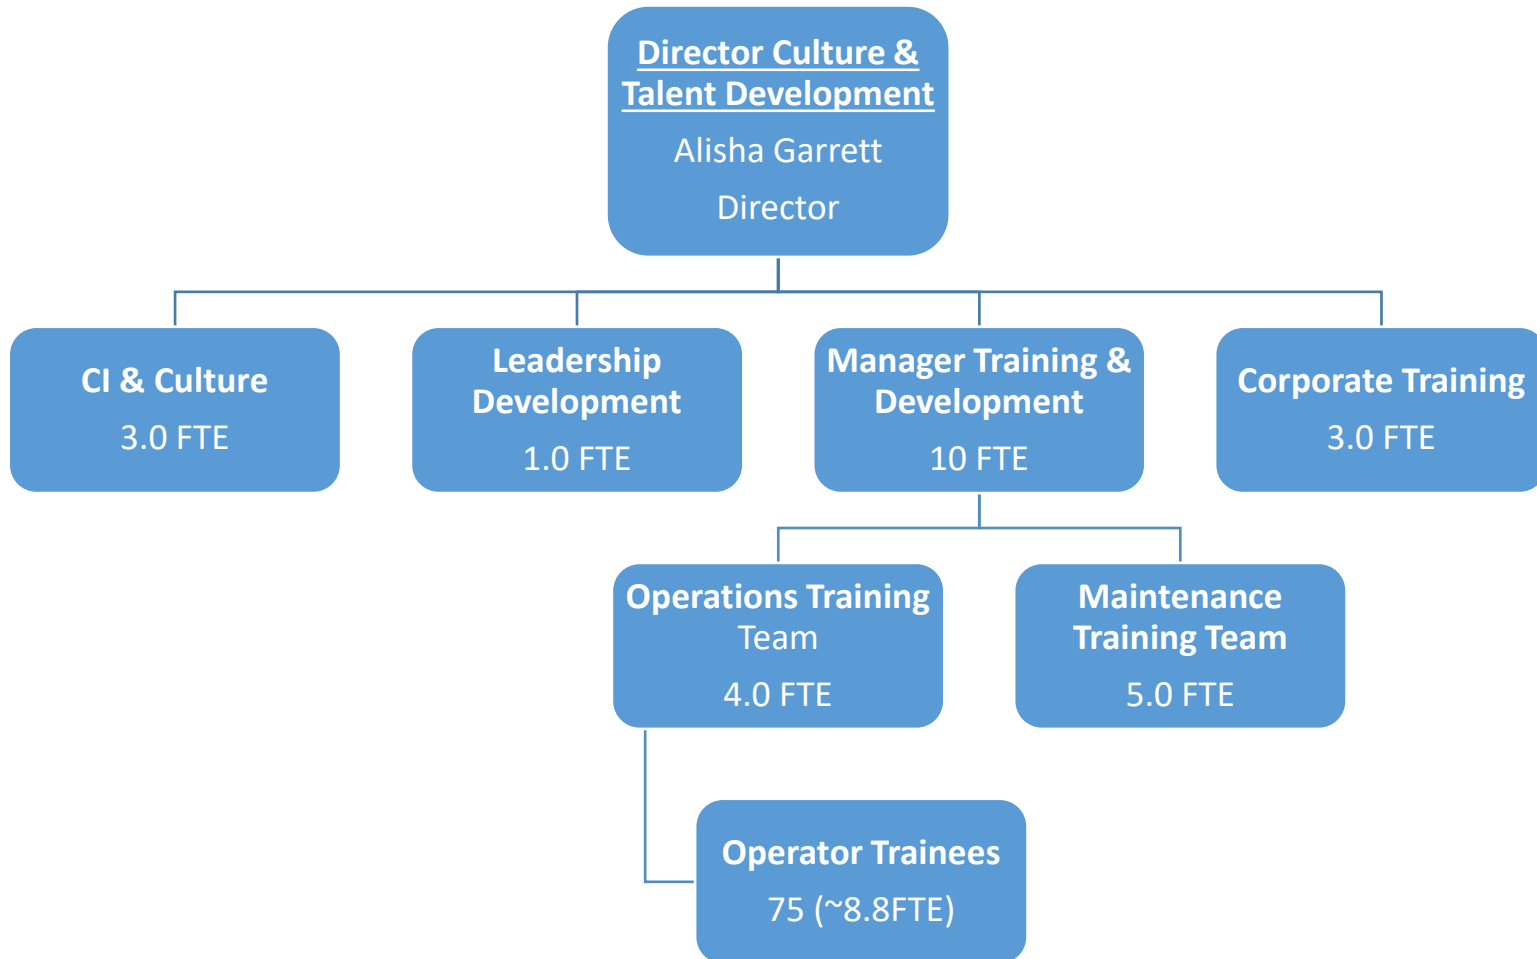 Director Culture &
Talent Development
Alisha Garrett
Director
CI & Culture
3.0 FTE
Leadership
Development
1.0 FTE
Manager Training &
Development
10 FTE
Corporate Training
3.0 FTE
Operations Training
Team
4.0 FTE
Maintenance
Training Team
5.0 FTE
Operator Trainees
75 (~8.8FTE)